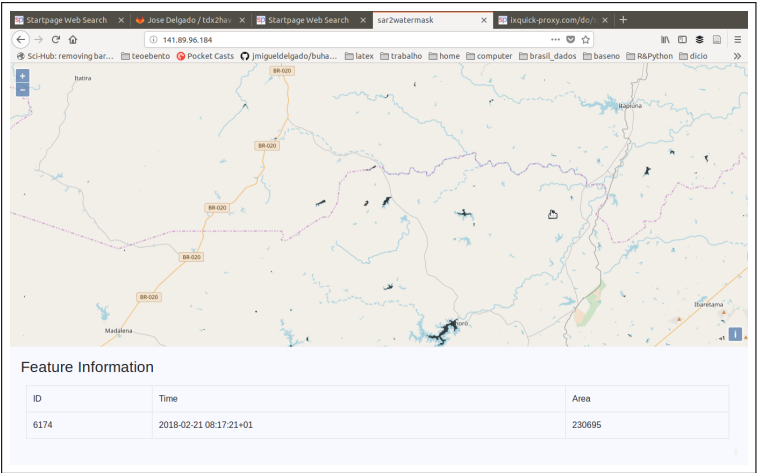 Startpage Web Search
Jose Delgado / tdx2hav
Startpage Web Search
sar2watermask
ixquick-proxy.com/do/
141.89.96.184
Sci-Hub: removing bar...
teoebento
Pocket Casts
jmigueldelgado/buha...
latex
trabalho
home
computer
brasil_dados
baseno
R&Python
dicio
+
−
Itatira
BR-020
Itapiúna
BR-020
BR-020
BR-020
BR-020
Ibaretama
Madalena
i
Feature Information
ID Time Area
6174 2018-02-21 08:17:21+01 230695